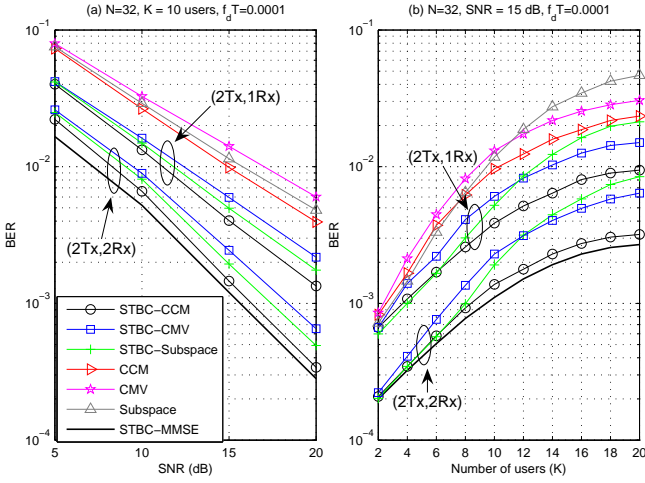 (a) N=32, K = 10 users, f_dT=0.0001
10^−1
10^−2
10^−3
10^−4
BER
(2Tx,1Rx)
(2Tx,2Rx)
STBC−CCM
STBC−CMV
STBC−Subspace
CCM
CMV
Subspace
STBC−MMSE
5 10 15 20
SNR (dB)
(b) N=32, SNR = 15 dB, f_dT=0.0001
10^−1
10^−2
10^−3
10^−4
BER
(2Tx,1Rx)
(2Tx,2Rx)
2 4 6 8 10 12 14 16 18 20
Number of users (K)